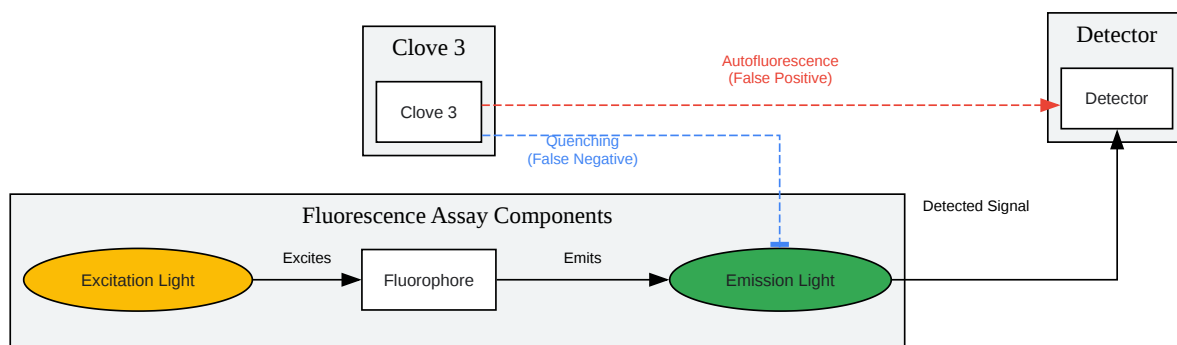 Clove 3
Clove 3
Detector
Detector
Autofluorescence
(False Positive)
Quenching
(False Negative)
Fluorescence Assay Components
Excitation Light
Excites
Fluorophore
Emits
Emission Light
Detected Signal